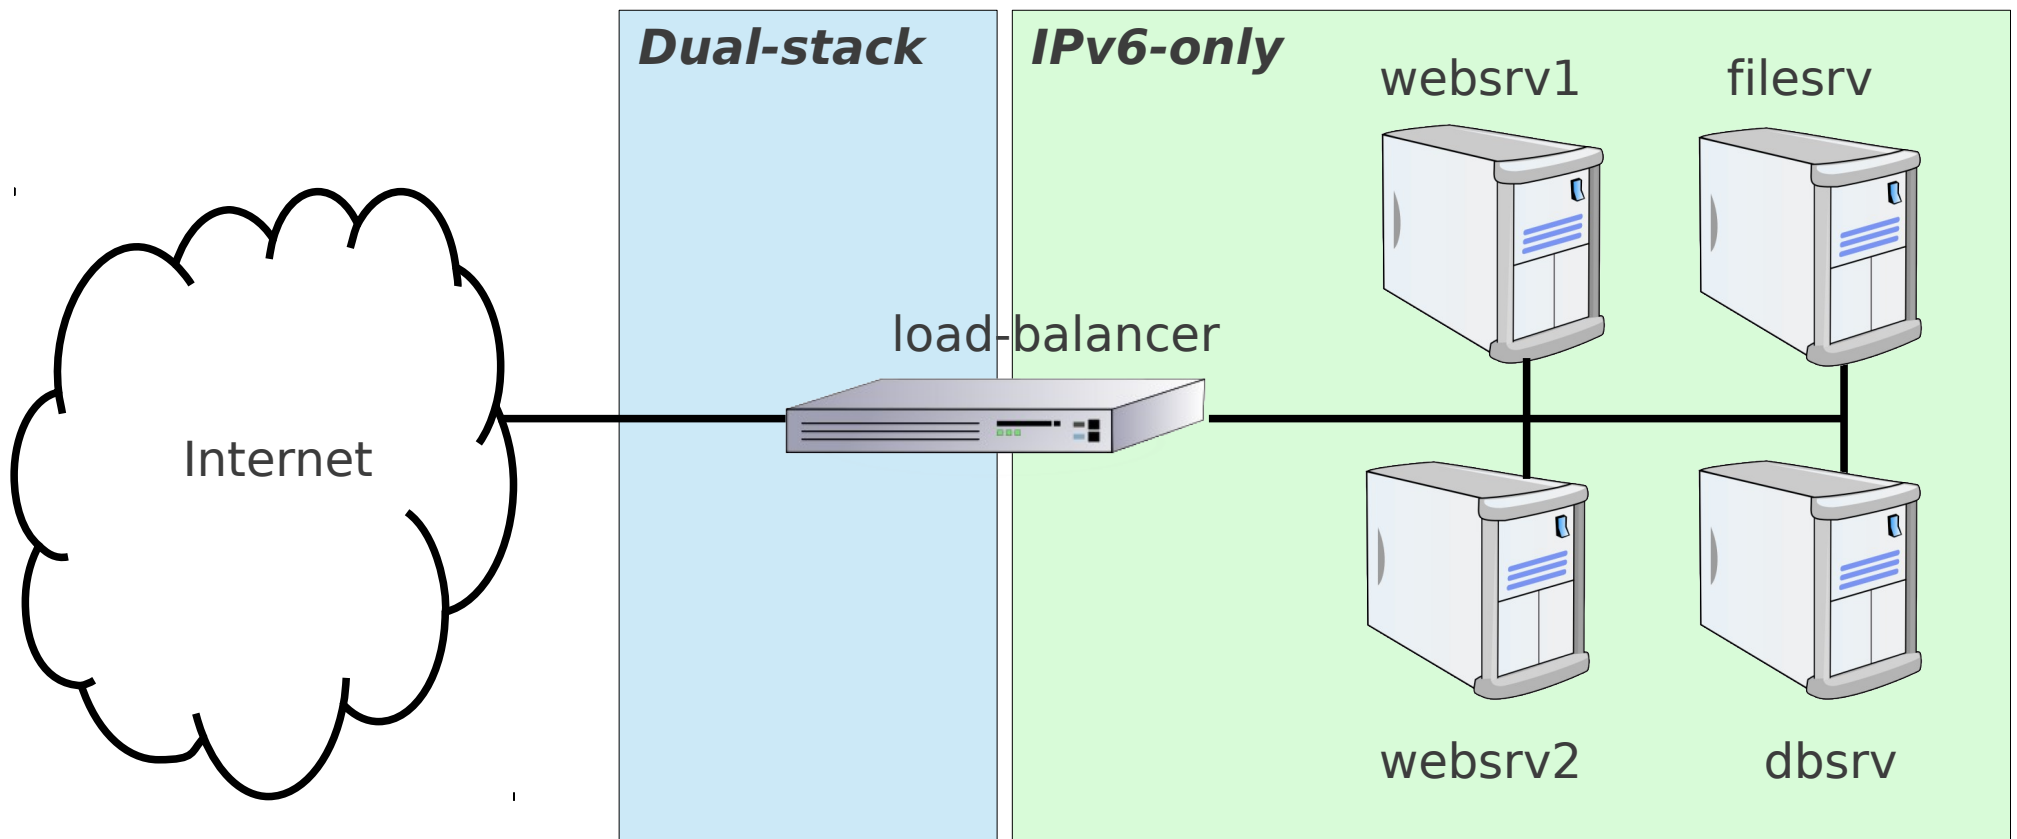 Dual-stack
IPv6-only
websrv1
filesrv
load-balancer
Internet
websrv2
dbsrv